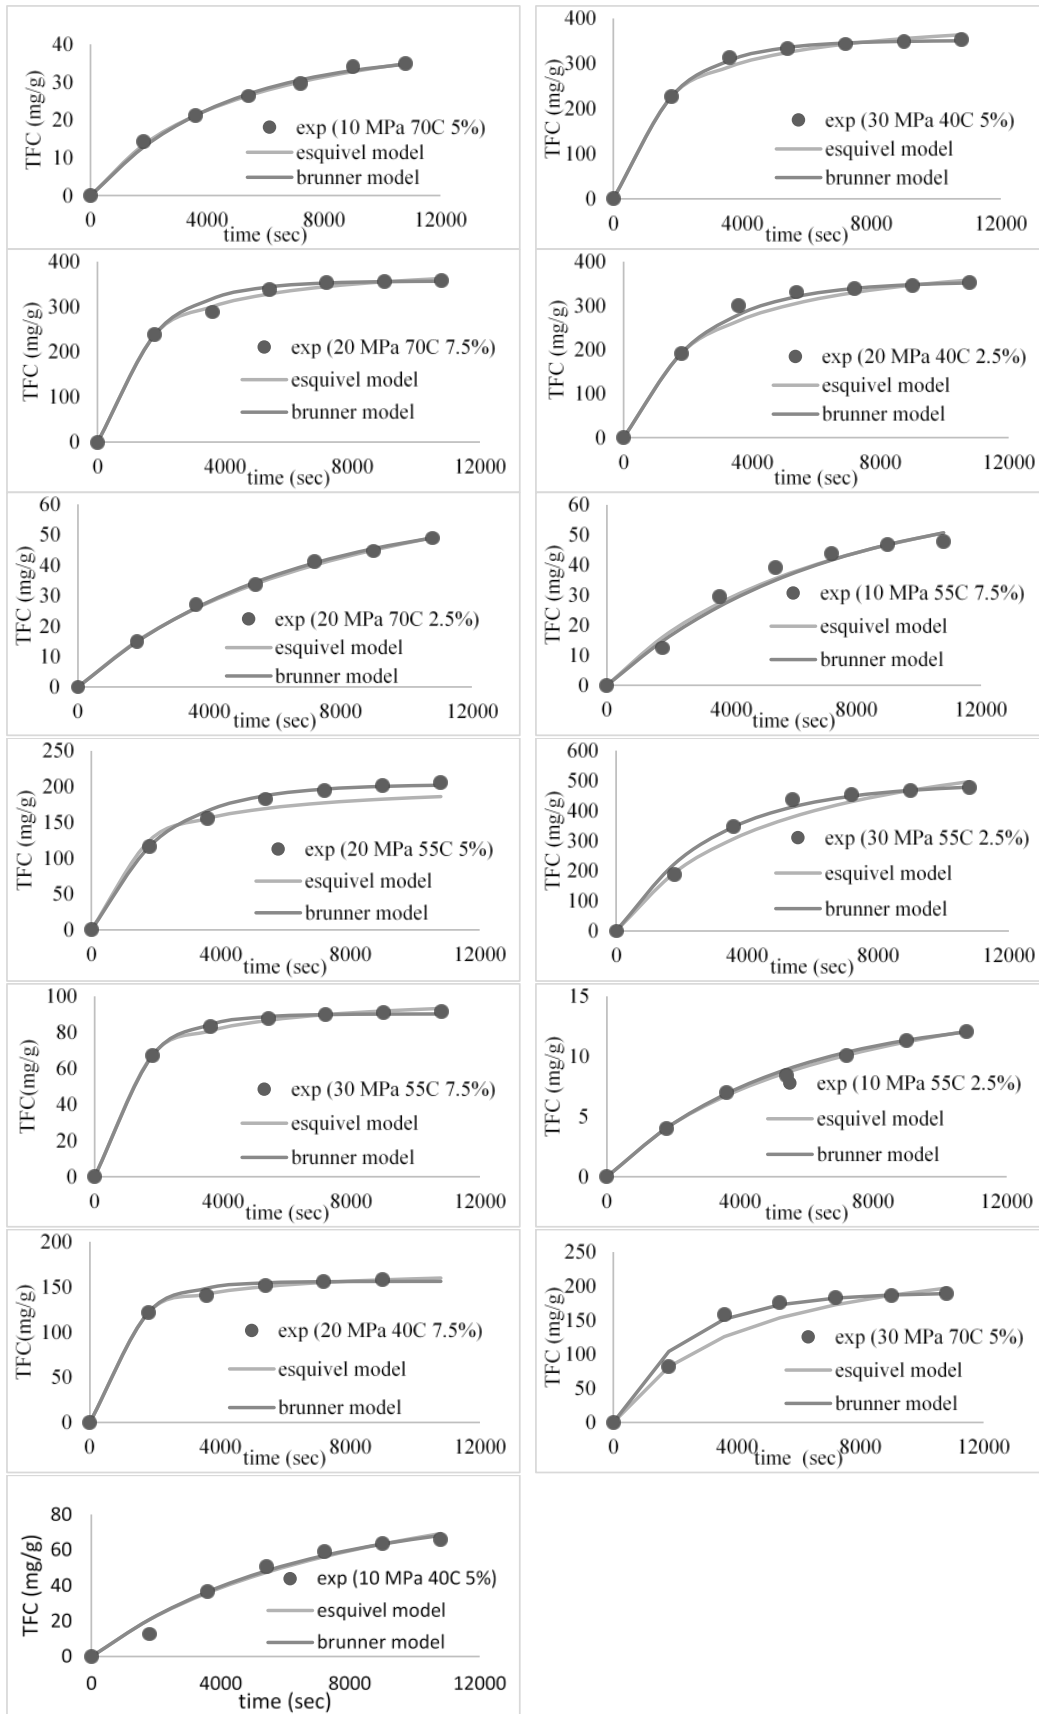 TFC (mg/g)
40
30
20
10
0
exp (10 MPa 70C 5%)
esquivel model
brunner model
0 4000 8000 12000
time (sec)
TFC (mg/g)
400
300
200
100
0
exp (30 MPa 40C 5%)
esquivel model
brunner model
0 4000 8000 12000
time (sec)
TFC (mg/g)
400
300
200
100
0
exp (20 MPa 70C 7.5%)
esquivel model
brunner model
0 4000 8000 12000
time (sec)
TFC (mg/g)
400
300
200
100
0
exp (20 MPa 40C 2.5%)
esquivel model
brunner model
0 4000 8000 12000
time (sec)
TFC (mg/g)
60
50
40
30
20
10
0
exp (20 MPa 70C 2.5%)
esquivel model
brunner model
0 4000 8000 12000
time (sec)
TFC (mg/g)
60
50
40
30
20
10
0
exp (10 MPa 55C 7.5%)
esquivel model
brunner model
0 4000 8000 12000
time (sec)
TFC (mg/g)
250
200
150
100
50
0
exp (20 MPa 55C 5%)
esquivel model
brunner model
0 4000 8000 12000
time (sec)
TFC (mg/g)
600
500
400
300
200
100
0
exp (30 MPa 55C 2.5%)
esquivel model
brunner model
0 4000 8000 12000
time (sec)
TFC(mg/g)
100
80
60
40
20
0
exp (30 MPa 55C 7.5%)
esquivel model
brunner model
0 4000 8000 12000
time (sec)
TFC (mg/g)
15
10
5
0
exp (10 MPa 55C 2.5%)
esquivel model
brunner model
0 4000 8000 12000
time (sec)
TFC(mg/g)
200
150
100
50
0
exp (20 MPa 40C 7.5%)
esquivel model
brunner model
0 4000 8000 12000
time (sec)
TFC (mg/g)
250
200
150
100
50
0
exp (30 MPa 70C 5%)
esquivel model
brunner model
0 4000 8000 12000
time (sec)
TFC (mg/g)
80
60
40
20
0
exp (10 MPa 40C 5%)
esquivel model
brunner model
0 4000 8000 12000
time (sec)